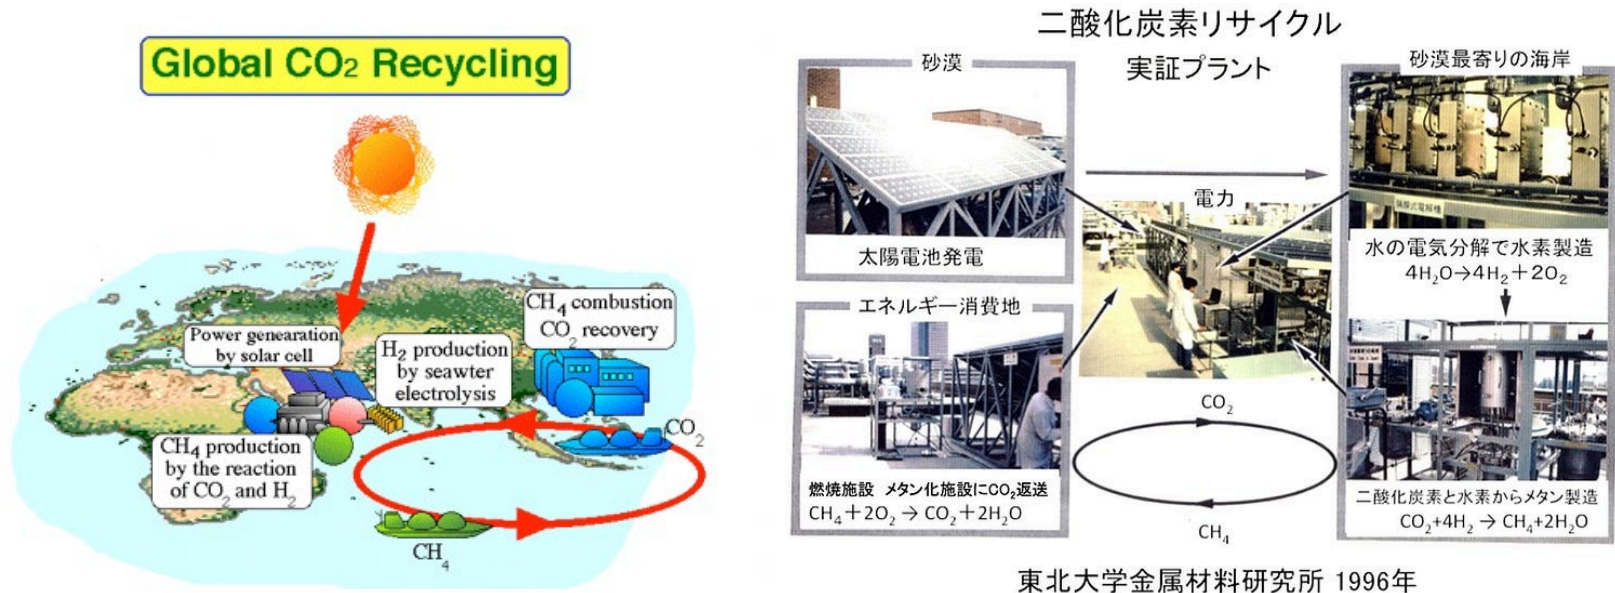 Global CO2 Recycling
Power genearation
by solar cell
H2 production
by seawter
electrolysis
CH4 combustion
CO2 recovery
CH4 production
by the reaction
of CO2 and H2
CO2
CH4
二酸化炭素リサイクル
実証プラント
砂漠
太陽電池発電
電力
砂漠最寄りの海岸
水の電気分解で水素製造
4H2O→4H2+2O2
エネルギー消費地
燃焼施設 メタン化施設にCO2返送
CH4+2O2→CO2+2H2O
CO2
CH4
二酸化炭素と水素からメタン製造
CO2+4H2→CH4+2H2O
東北大学金属材料研究所 1996年